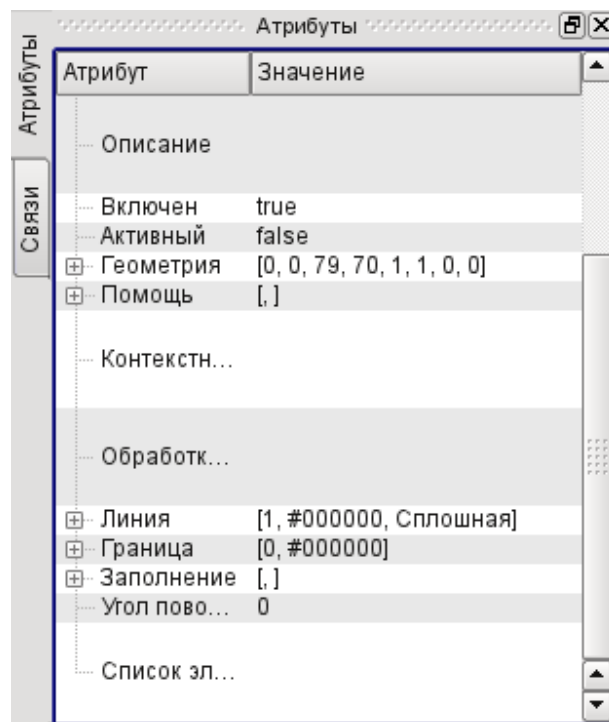 Атрибуты
Атрибуты
Связи
Атрибут Значение
Описание
Включен true
Активный false
Геометрия [0, 0, 79, 70, 1, 1, 0, 0]
Помощь [, ]
Контекстн...
Обработк...
Линия [1, #000000, Сплошная]
Граница [0, #000000]
Заполнение [, ]
Угол пово... 0
Список эл...